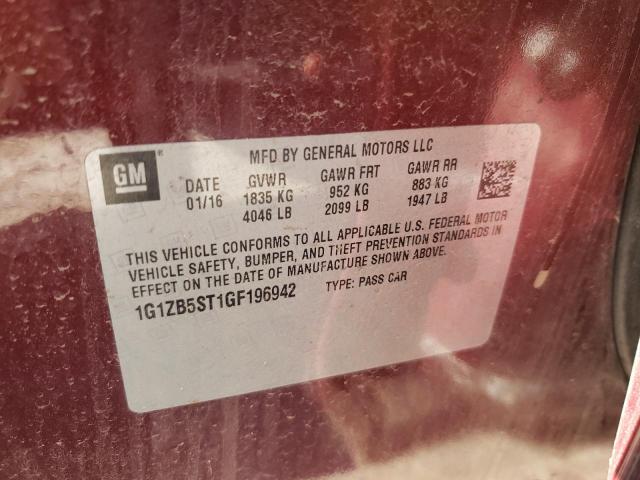 GM
MFD BY GENERAL MOTORS LLC
DATE GVWR GAWR FRT GAWR RR
01/16 1835 KG 952 KG 883 KG
4046 LB 2099 LB 1947 LB
THIS VEHICLE CONFORMS TO ALL APPLICABLE U.S. FEDERAL MOTOR
VEHICLE SAFETY, BUMPER, AND THEFT PREVENTION STANDARDS IN
EFFECT ON THE DATE OF MANUFACTURE SHOWN ABOVE.
1G1ZB5ST1GF196942 TYPE: PASS CAR